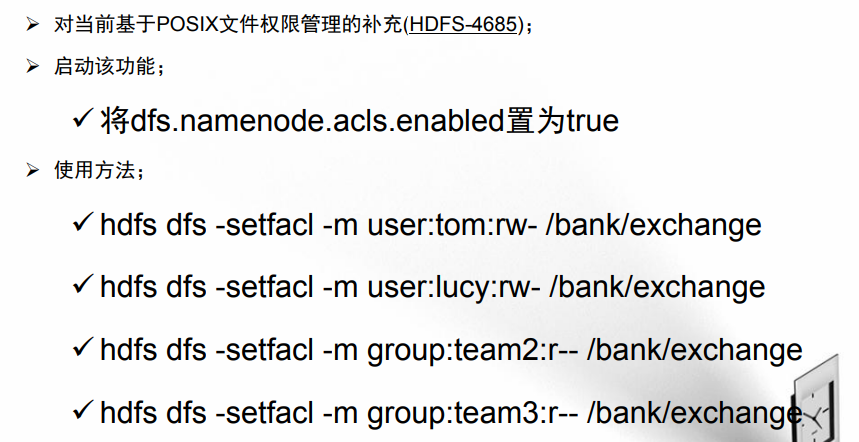 对当前基于POSIX文件权限管理的补充(HDFS-4685);
启动该功能;
将dfs.namenode.acls.enabled置为true
使用方法;
hdfs dfs -setfacl -m user:tom:rw- /bank/exchange
hdfs dfs -setfacl -m user:lucy:rw- /bank/exchange
hdfs dfs -setfacl -m group:team2:r-- /bank/exchange
hdfs dfs -setfacl -m group:team3:r-- /bank/exchange